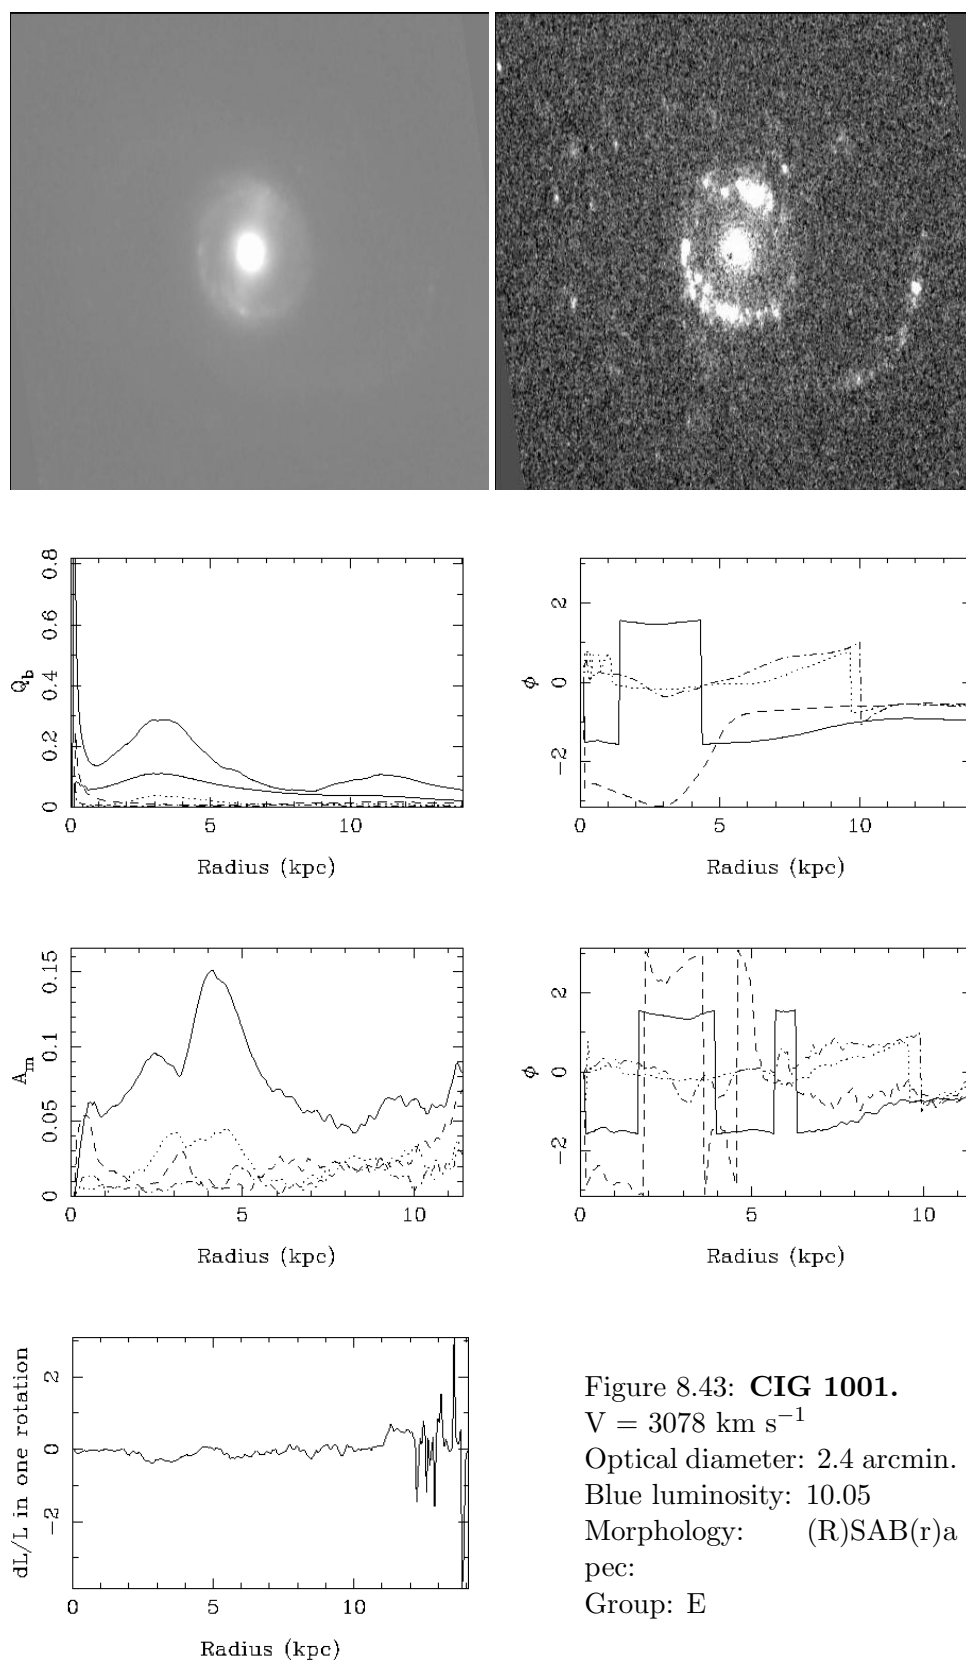 0.8
0.6
0.4
0.2
0
Q_b
0 5 10
Radius (kpc)
2
0
−2
ϕ
0 5 10
Radius (kpc)
0.15
0.1
0.05
0
A_m
0 5 10
Radius (kpc)
2
0
−2
ϕ
0 5 10
Radius (kpc)
2
0
−2
dL/L in one rotation
0 5 10
Radius (kpc)
Figure 8.43: CIG 1001.
V = 3078 km s⁻¹
Optical diameter: 2.4 arcmin.
Blue luminosity: 10.05
Morphology: (R)SAB(r)a
pec:
Group: E